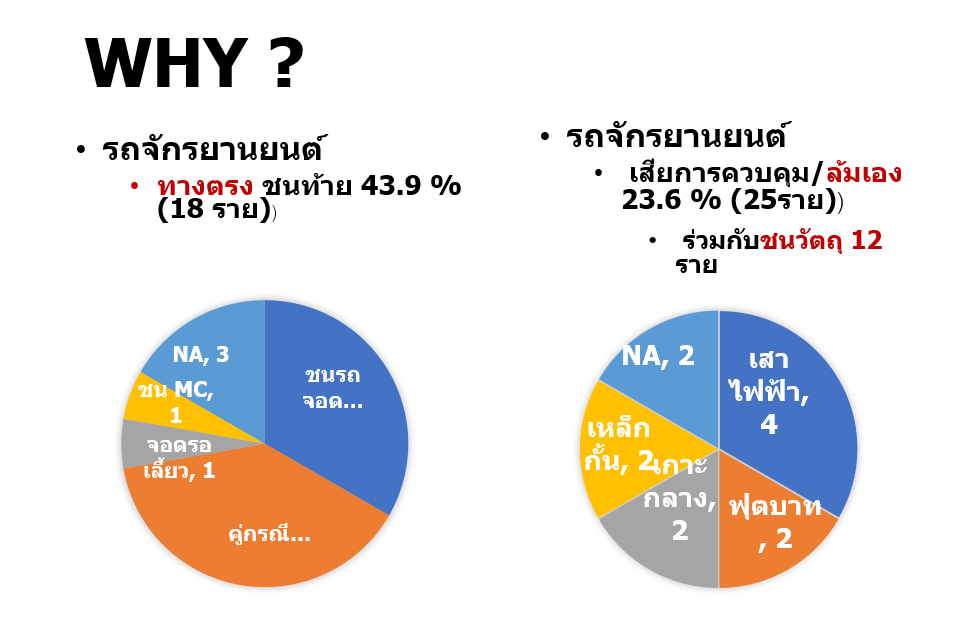 WHY ?
• รถจักรยานยนต์
• ทางตรง ชนท้าย 43.9 %
(18 ราย))
• รถจักรยานยนต์
• เสียการควบคุม/ล้มเอง
23.6 % (25ราย))
• ร่วมกับชนวัตถุ 12
ราย
NA, 3
ชน MC,
1
จอดรอ
เลี้ยว, 1
ชนรถ
จอด...
คู่กรณี...
NA, 2
เหล็ก
กั้น, 2
เกาะ
กลาง,
2
เสา
ไฟฟ้า,
4
ฟุตบาท
, 2